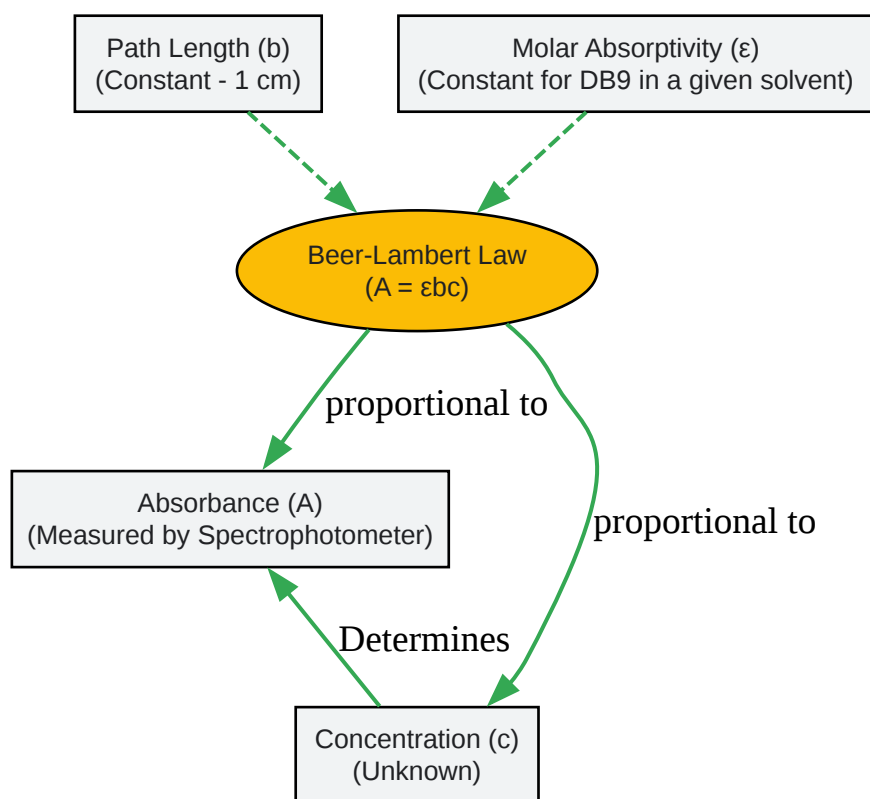 Path Length (b)
(Constant - 1 cm)
Molar Absorptivity (ε)
(Constant for DB9 in a given solvent)
Beer-Lambert Law
(A = εbc)
proportional to
Absorbance (A)
(Measured by Spectrophotometer)
proportional to
Determines
Concentration (c)
(Unknown)